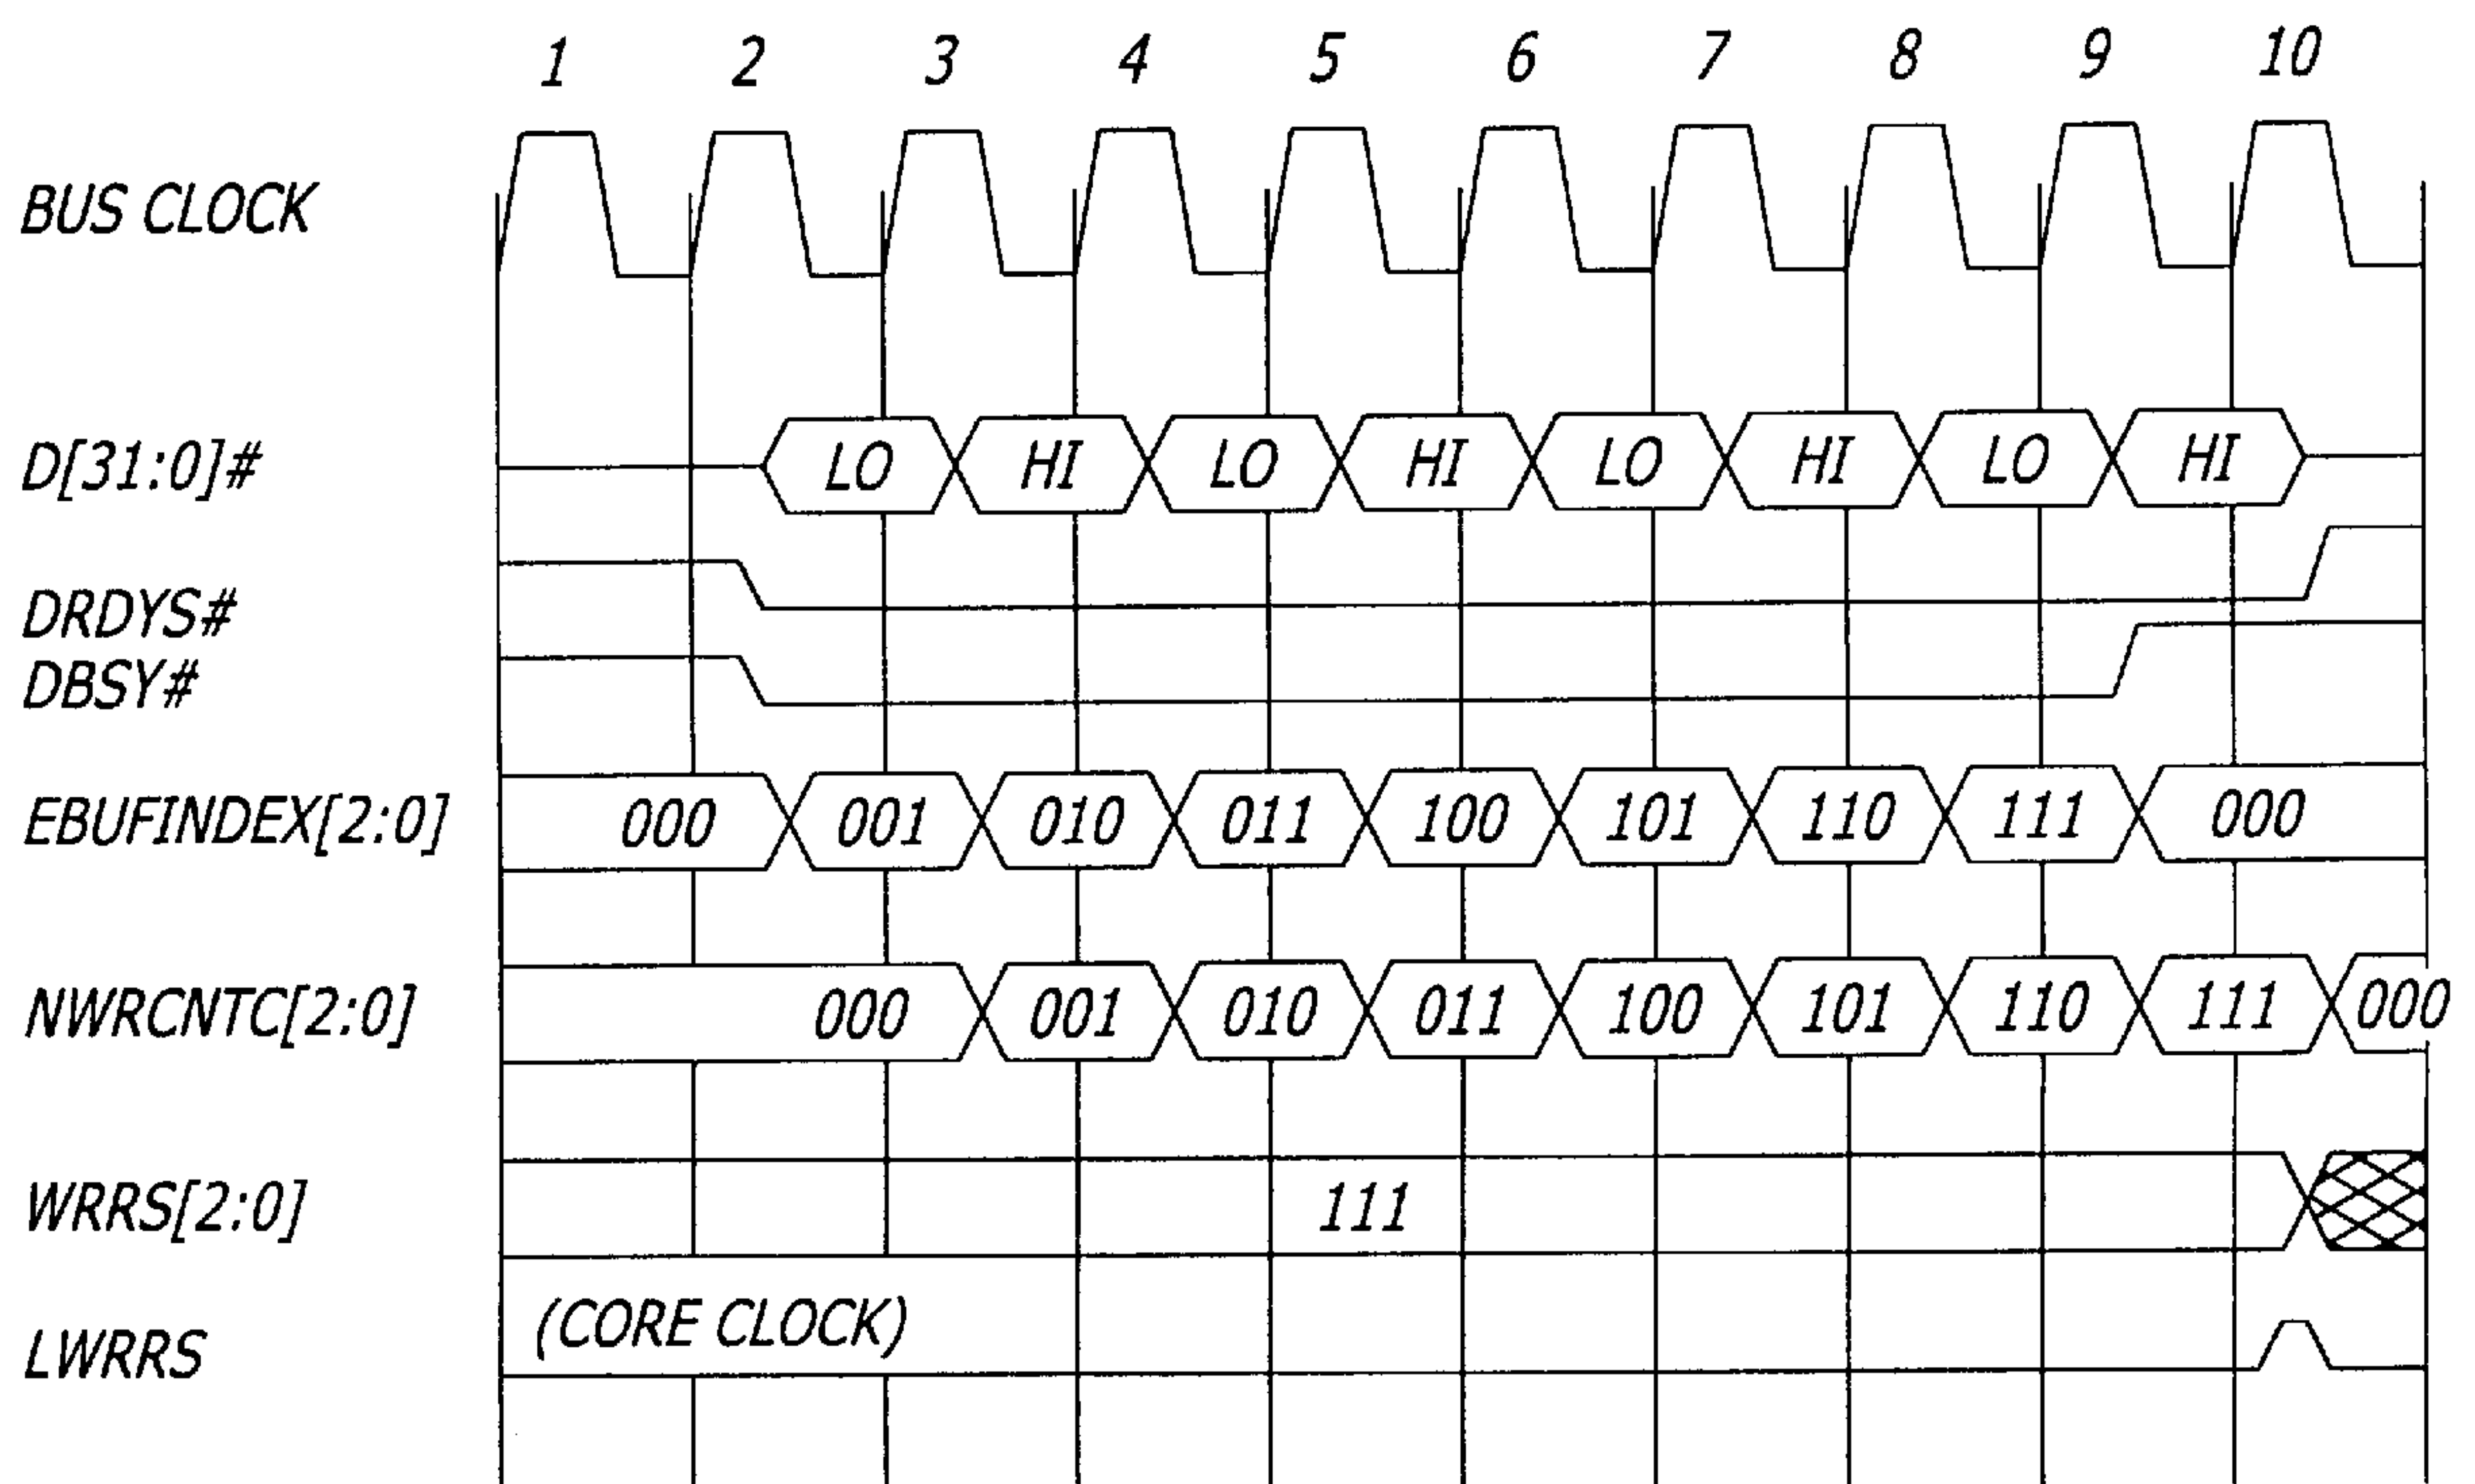 1 2 3 4 5 6 7 8 9 10
BUS CLOCK
D[31:0]# LO HI LO HI LO HI LO HI
DRDYS#
DBSY#
EBUFINDEX[2:0] 000 001 010 011 100 101 110 111 000
NWRCNTC[2:0] 000 001 010 011 100 101 110 111 000
WRRS[2:0] 111
(CORE CLOCK)
LWRRS